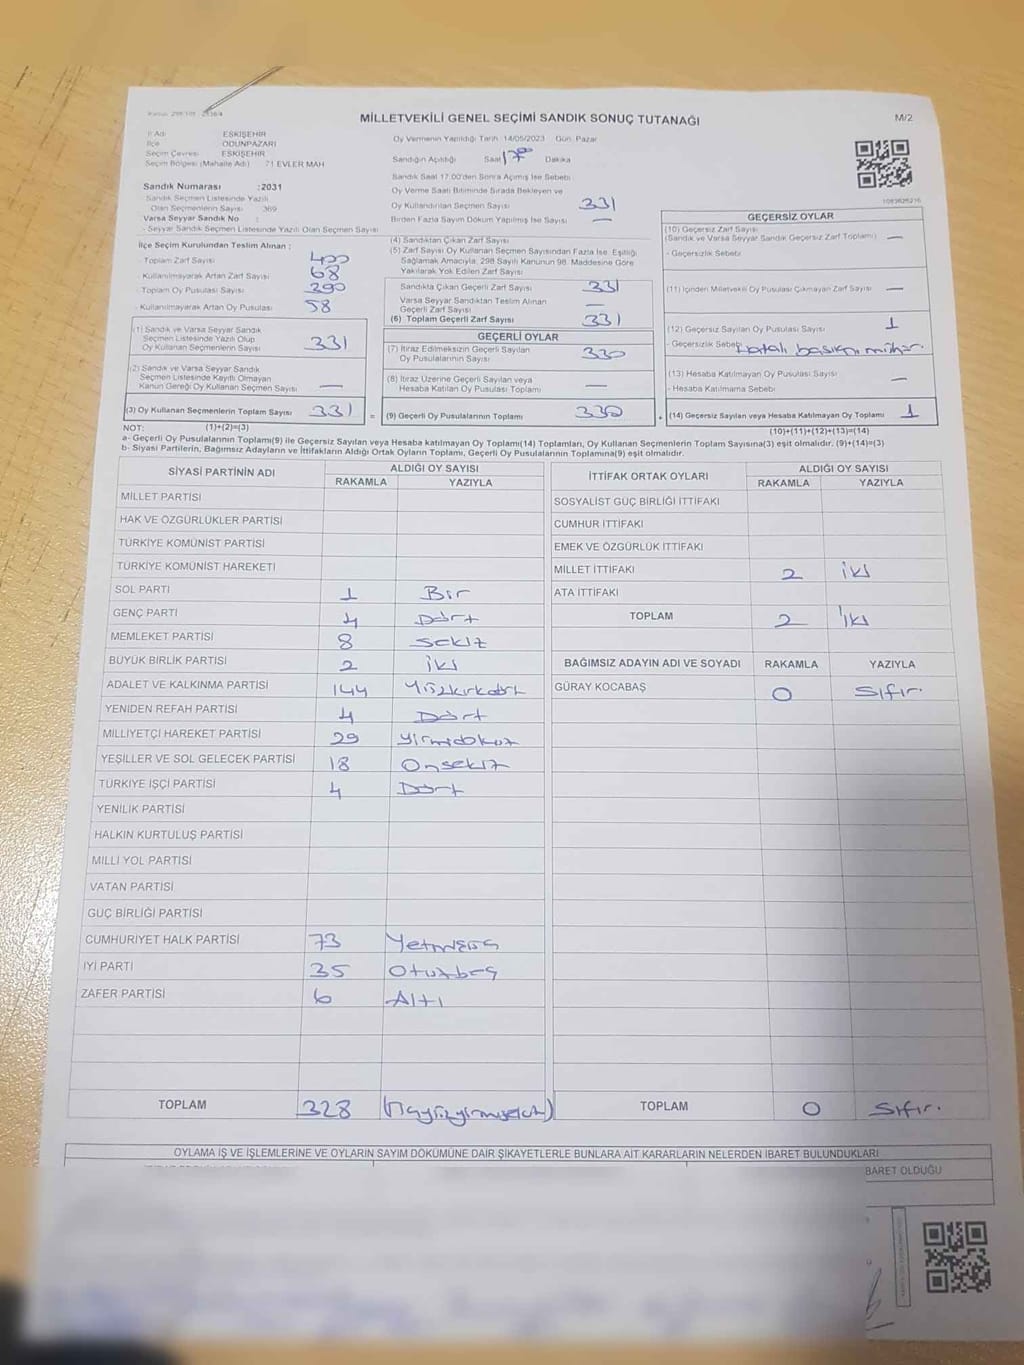 MİLLETVEKİLİ GENEL SEÇİMİ SANDIK SONUÇ TUTANAĞI
M/2
İl Adı ESKİŞEHİR
İlçe ODUNPAZARI
Seçim Çevresi ESKİŞEHİR
Seçim Bölgesi (Mahalle Adı) 71 EVLER MAH
Oy Vermenin Yapıldığı Tarih 14/05/2023 Gün Pazar
Sandığın Açıldığı Saat 17 00 Dakika
Sandık Saat 17.00'den Sonra Açılmış İse Sebebi
Sandık Numarası :2031
Sandık Seçmen Listesinde Yazılı
Olan Seçmenlerin Sayısı 369
Varsa Seyyar Sandık No :
- Seyyar Sandık Seçmen Listesinde Yazılı Olan Seçmen Sayısı
Oy Verme Saati Bitiminde Sırada Bekleyen ve
Oy Kullandırılan Seçmen Sayısı 331
Birden Fazla Sayım Döküm Yapılmış İse Sayısı —
1083626216
İlçe Seçim Kurulundan Teslim Alınan :
- Toplam Zarf Sayısı 400
- Kullanılmayarak Artan Zarf Sayısı 68
- Toplam Oy Pusulası Sayısı
- Kullanılmayarak Artan Oy Pusulası 58
(1) Sandık ve Varsa Seyyar Sandık
Seçmen Listesinde Yazılı Olup
Oy Kullanan Seçmenlerin Sayısı 331
(2) Sandık ve Varsa Seyyar Sandık
Seçmen Listesinde Kayıtlı Olmayan
Kanun Gereği Oy Kullanan Seçmen Sayısı —
(3) Oy Kullanan Seçmenlerin Toplam Sayısı 331 =
(1)+(2)=(3)
(4) Sandıktan Çıkan Zarf Sayısı
(5) Zarf Sayısı Oy Kullanan Seçmen Sayısından Fazla İse, Eşitliği
Sağlamak Amacıyla, 298 Sayılı Kanunun 98. Maddesine Göre
Yakılarak Yok Edilen Zarf Sayısı
Sandıkta Çıkan Geçerli Zarf Sayısı 331
Varsa Seyyar Sandıktan Teslim Alınan
Geçerli Zarf Sayısı —
(6) Toplam Geçerli Zarf Sayısı 331
GEÇERLİ OYLAR
(7) İtiraz Edilmeksizin Geçerli Sayılan
Oy Pusulalarının Sayısı 330
(8) İtiraz Üzerine Geçerli Sayılan veya
Hesaba Katılan Oy Pusulası Toplamı —
(9) Geçerli Oy Pusulalarının Toplamı 330 +
GEÇERSİZ OYLAR
(10) Geçersiz Zarf Sayısı
(Sandık ve Varsa Seyyar Sandık Geçersiz Zarf Toplamı) —
- Geçersizlik Sebebi
(11) İçinden Milletvekili Oy Pusulası Çıkmayan Zarf Sayısı —
(12) Geçersiz Sayılan Oy Pusulası Sayısı 1
- Geçersizlik Sebebi Hatalı mühür
(13) Hesaba Katılmayan Oy Pusulası Sayısı —
- Hesaba Katılmama Sebebi
(14) Geçersiz Sayılan veya Hesaba Katılmayan Oy Toplamı 1
(10)+(11)+(12)+(13)=(14)
NOT:
a- Geçerli Oy Pusulalarının Toplamı(9) ile Geçersiz Sayılan veya Hesaba katılmayan Oy Toplamı(14) Toplamları, Oy Kullanan Seçmenlerin Toplam Sayısına(3) eşit olmalıdır. (9)+(14)=(3)
b- Siyasi Partilerin, Bağımsız Adayların ve İttifakların Aldığı Ortak Oyların Toplamı, Geçerli Oy Pusulalarının Toplamına(9) eşit olmalıdır.
SİYASİ PARTİNİN ADI ALDIĞI OY SAYISI
RAKAMLA YAZIYLA
MİLLET PARTİSİ
HAK VE ÖZGÜRLÜKLER PARTİSİ
TÜRKİYE KOMÜNİST PARTİSİ
TÜRKİYE KOMÜNİST HAREKETİ
SOL PARTİ 1 Bir
GENÇ PARTİ 4 Dört
MEMLEKET PARTİSİ 8 sekiz
BÜYÜK BİRLİK PARTİSİ 2 iki
ADALET VE KALKINMA PARTİSİ 144 Yüzkırkdört
YENİDEN REFAH PARTİSİ 4 Dört
MİLLİYETÇİ HAREKET PARTİSİ 29 yirmidokuz
YEŞİLLER VE SOL GELECEK PARTİSİ 18 Onsekiz
TÜRKİYE İŞÇİ PARTİSİ 4 Dört
YENİLİK PARTİSİ
HALKIN KURTULUŞ PARTİSİ
MİLLİ YOL PARTİSİ
VATAN PARTİSİ
GÜÇ BİRLİĞİ PARTİSİ
CUMHURİYET HALK PARTİSİ 73 Yetmişüç
İYİ PARTİ 35 Otuzbeş
ZAFER PARTİSİ 6 Altı
TOPLAM 328
İTTİFAK ORTAK OYLARI ALDIĞI OY SAYISI
RAKAMLA YAZIYLA
SOSYALİST GÜÇ BİRLİĞİ İTTİFAKI
CUMHUR İTTİFAKI
EMEK VE ÖZGÜRLÜK İTTİFAKI
MİLLET İTTİFAKI 2 iki
ATA İTTİFAKI
TOPLAM 2 iki
BAĞIMSIZ ADAYIN ADI VE SOYADI RAKAMLA YAZIYLA
GÜRAY KOCABAŞ 0 Sıfır.
TOPLAM 0 Sıfır.
OYLAMA İŞ VE İŞLEMLERİNE VE OYLARIN SAYIM DÖKÜMÜNE DAİR ŞİKAYETLERLE BUNLARA AİT KARARLARIN NELERDEN İBARET BULUNDUKLARI
BARET OLDUĞU